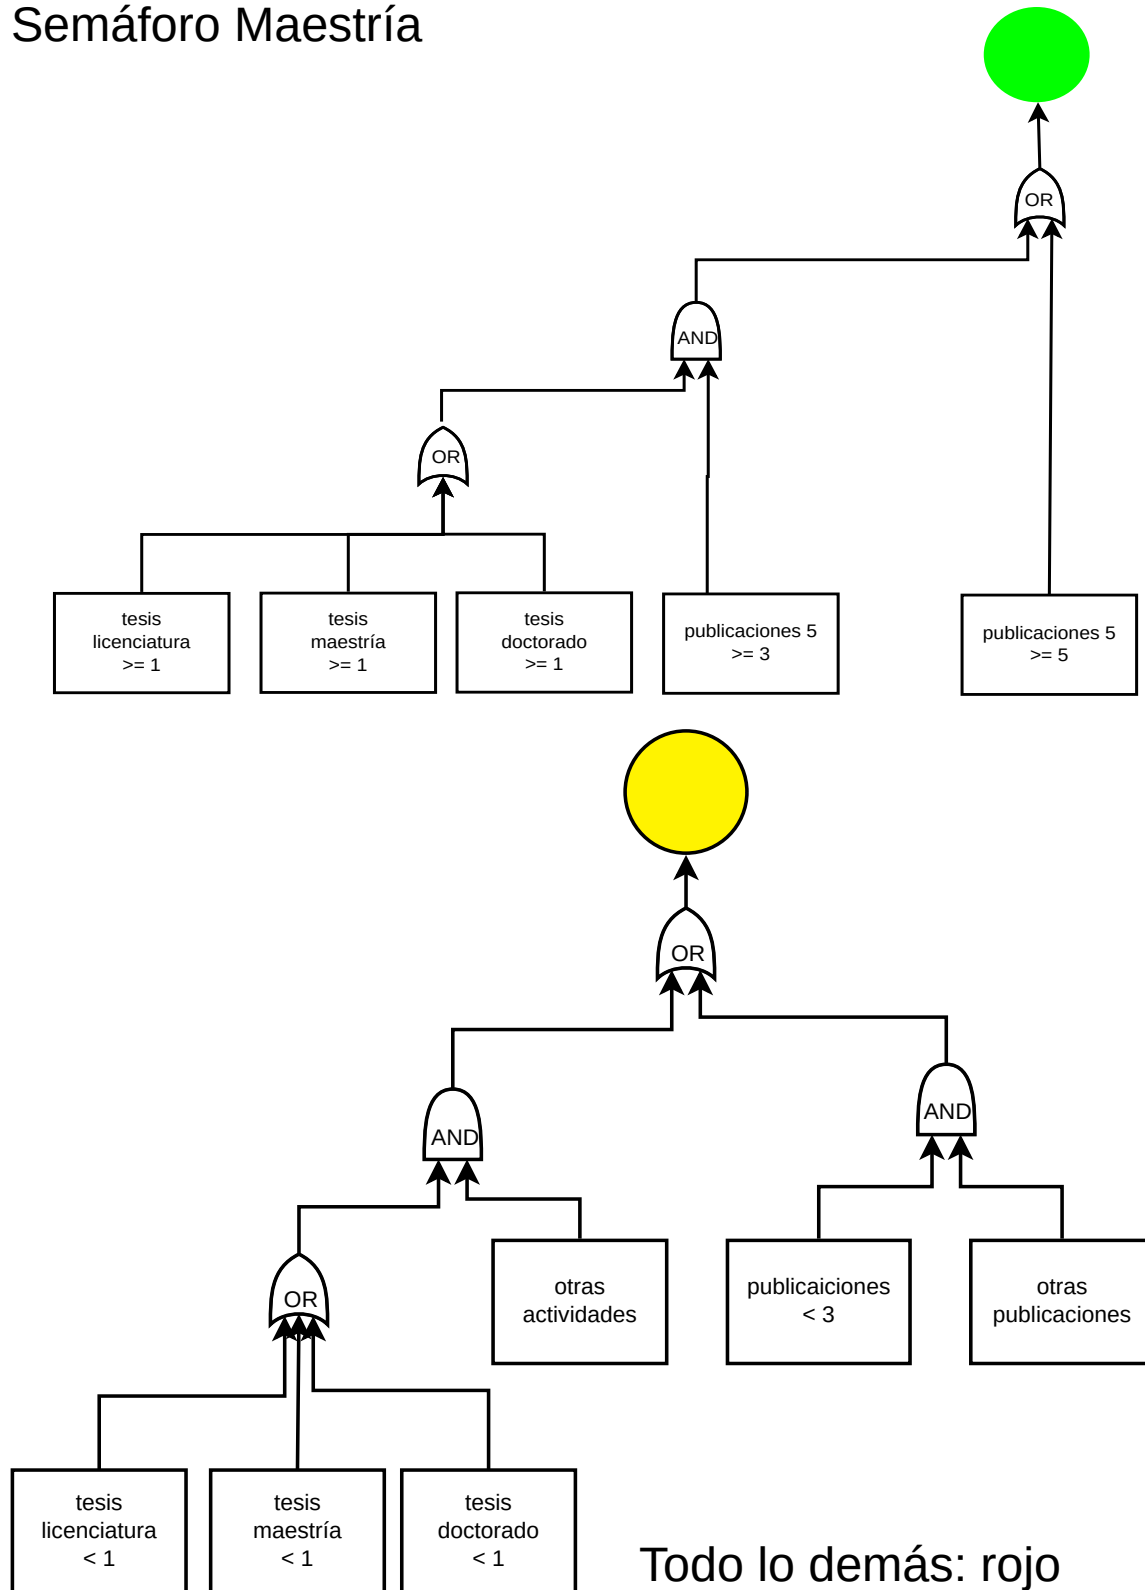 Semáforo Maestría
OR
AND
OR
tesis
licenciatura
>= 1
tesis
maestría
>= 1
tesis
doctorado
>= 1
publicaciones 5
>= 3
publicaciones 5
>= 5
OR
AND
AND
OR
otras
actividades
publicaiciones
< 3
otras
publicaciones
tesis
licenciatura
< 1
tesis
maestría
< 1
tesis
doctorado
< 1
Todo lo demás: rojo